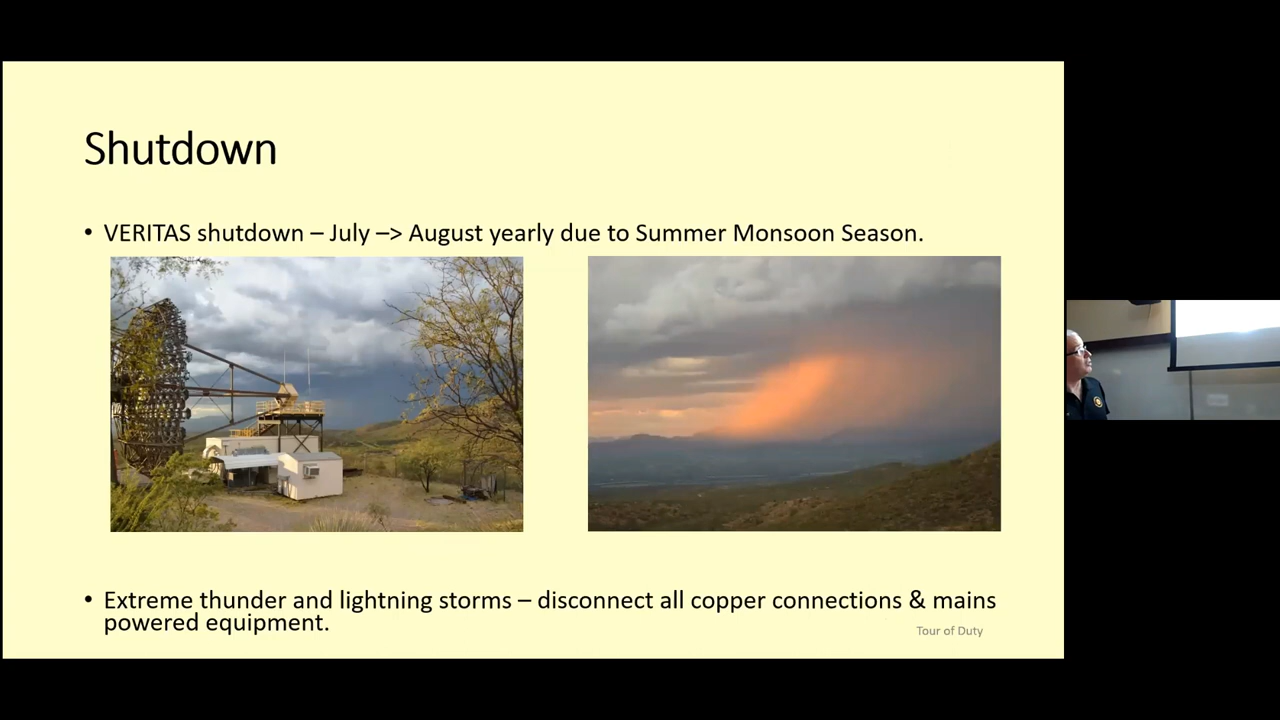 Shutdown
• VERITAS shutdown – July –> August yearly due to Summer Monsoon Season.
• Extreme thunder and lightning storms – disconnect all copper connections & mains
powered equipment.
Tour of Duty